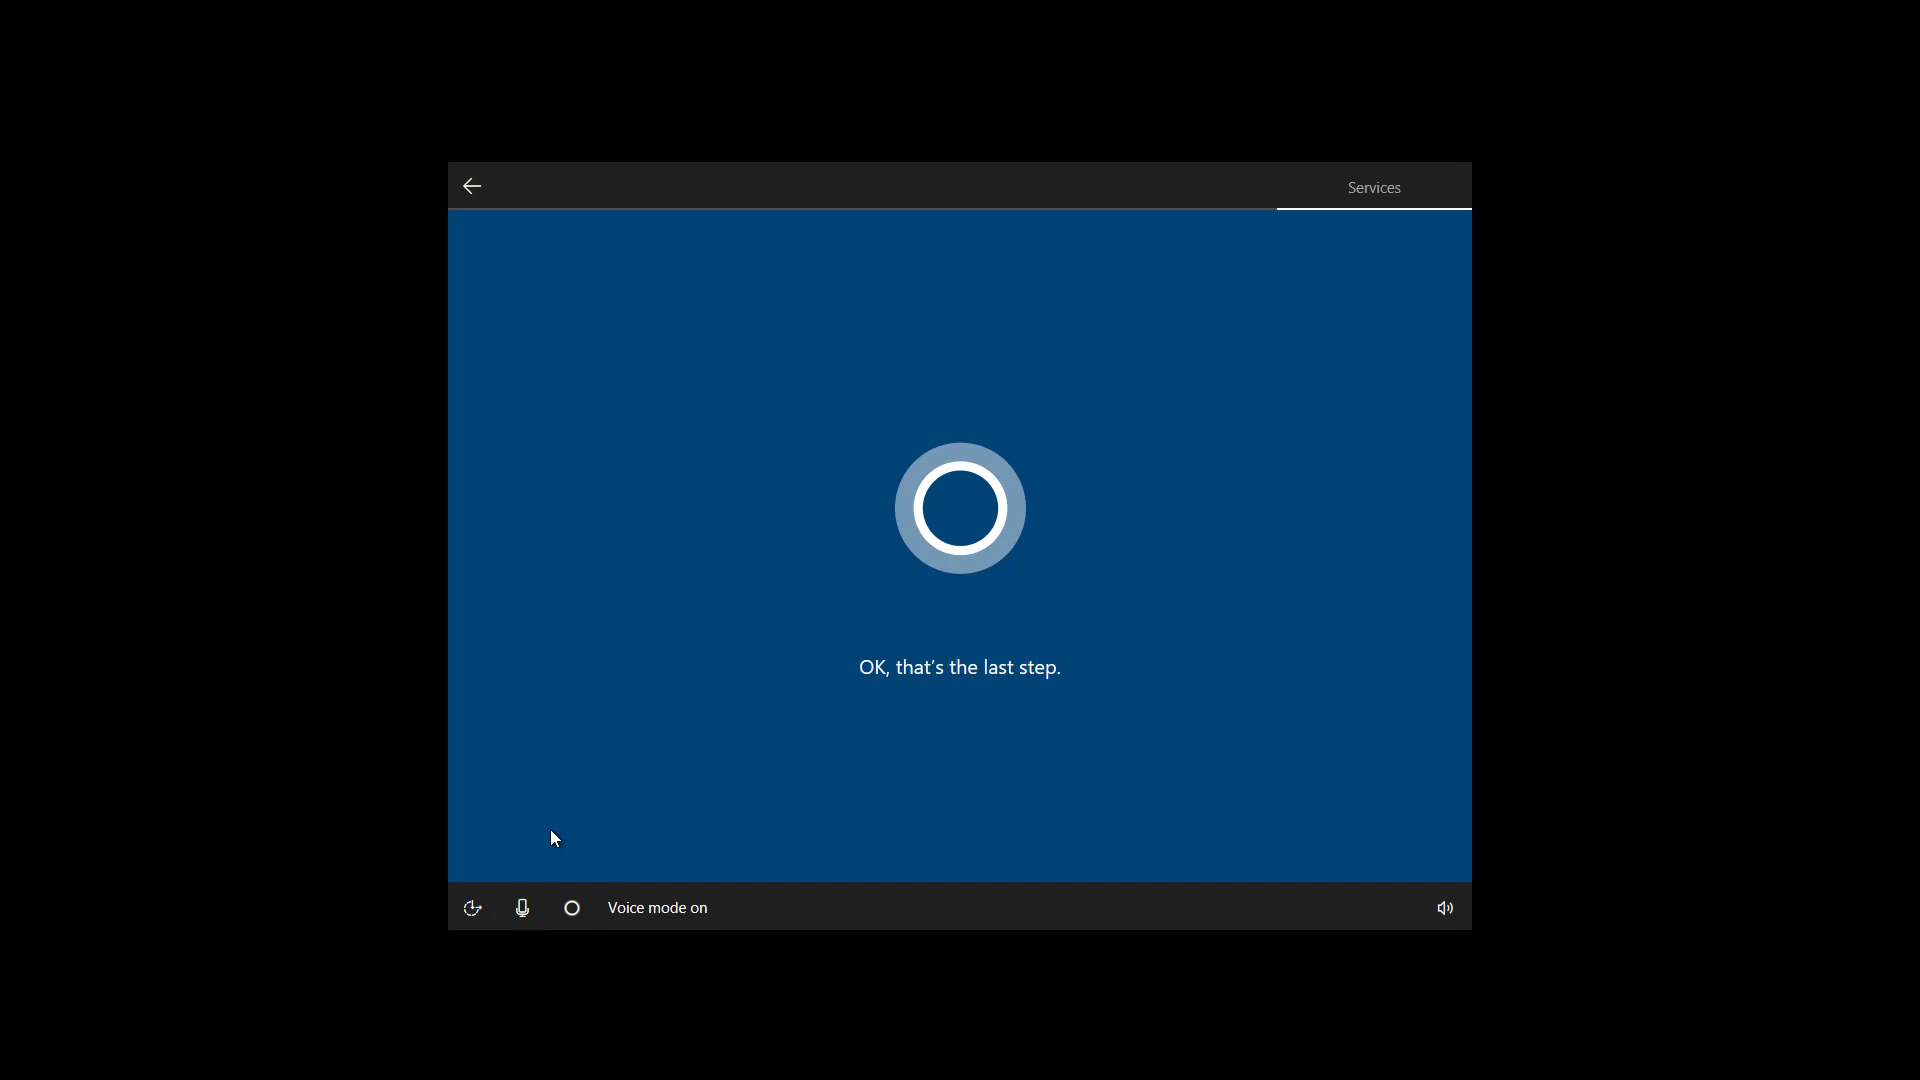 Services
OK, that's the last step.
Voice mode on